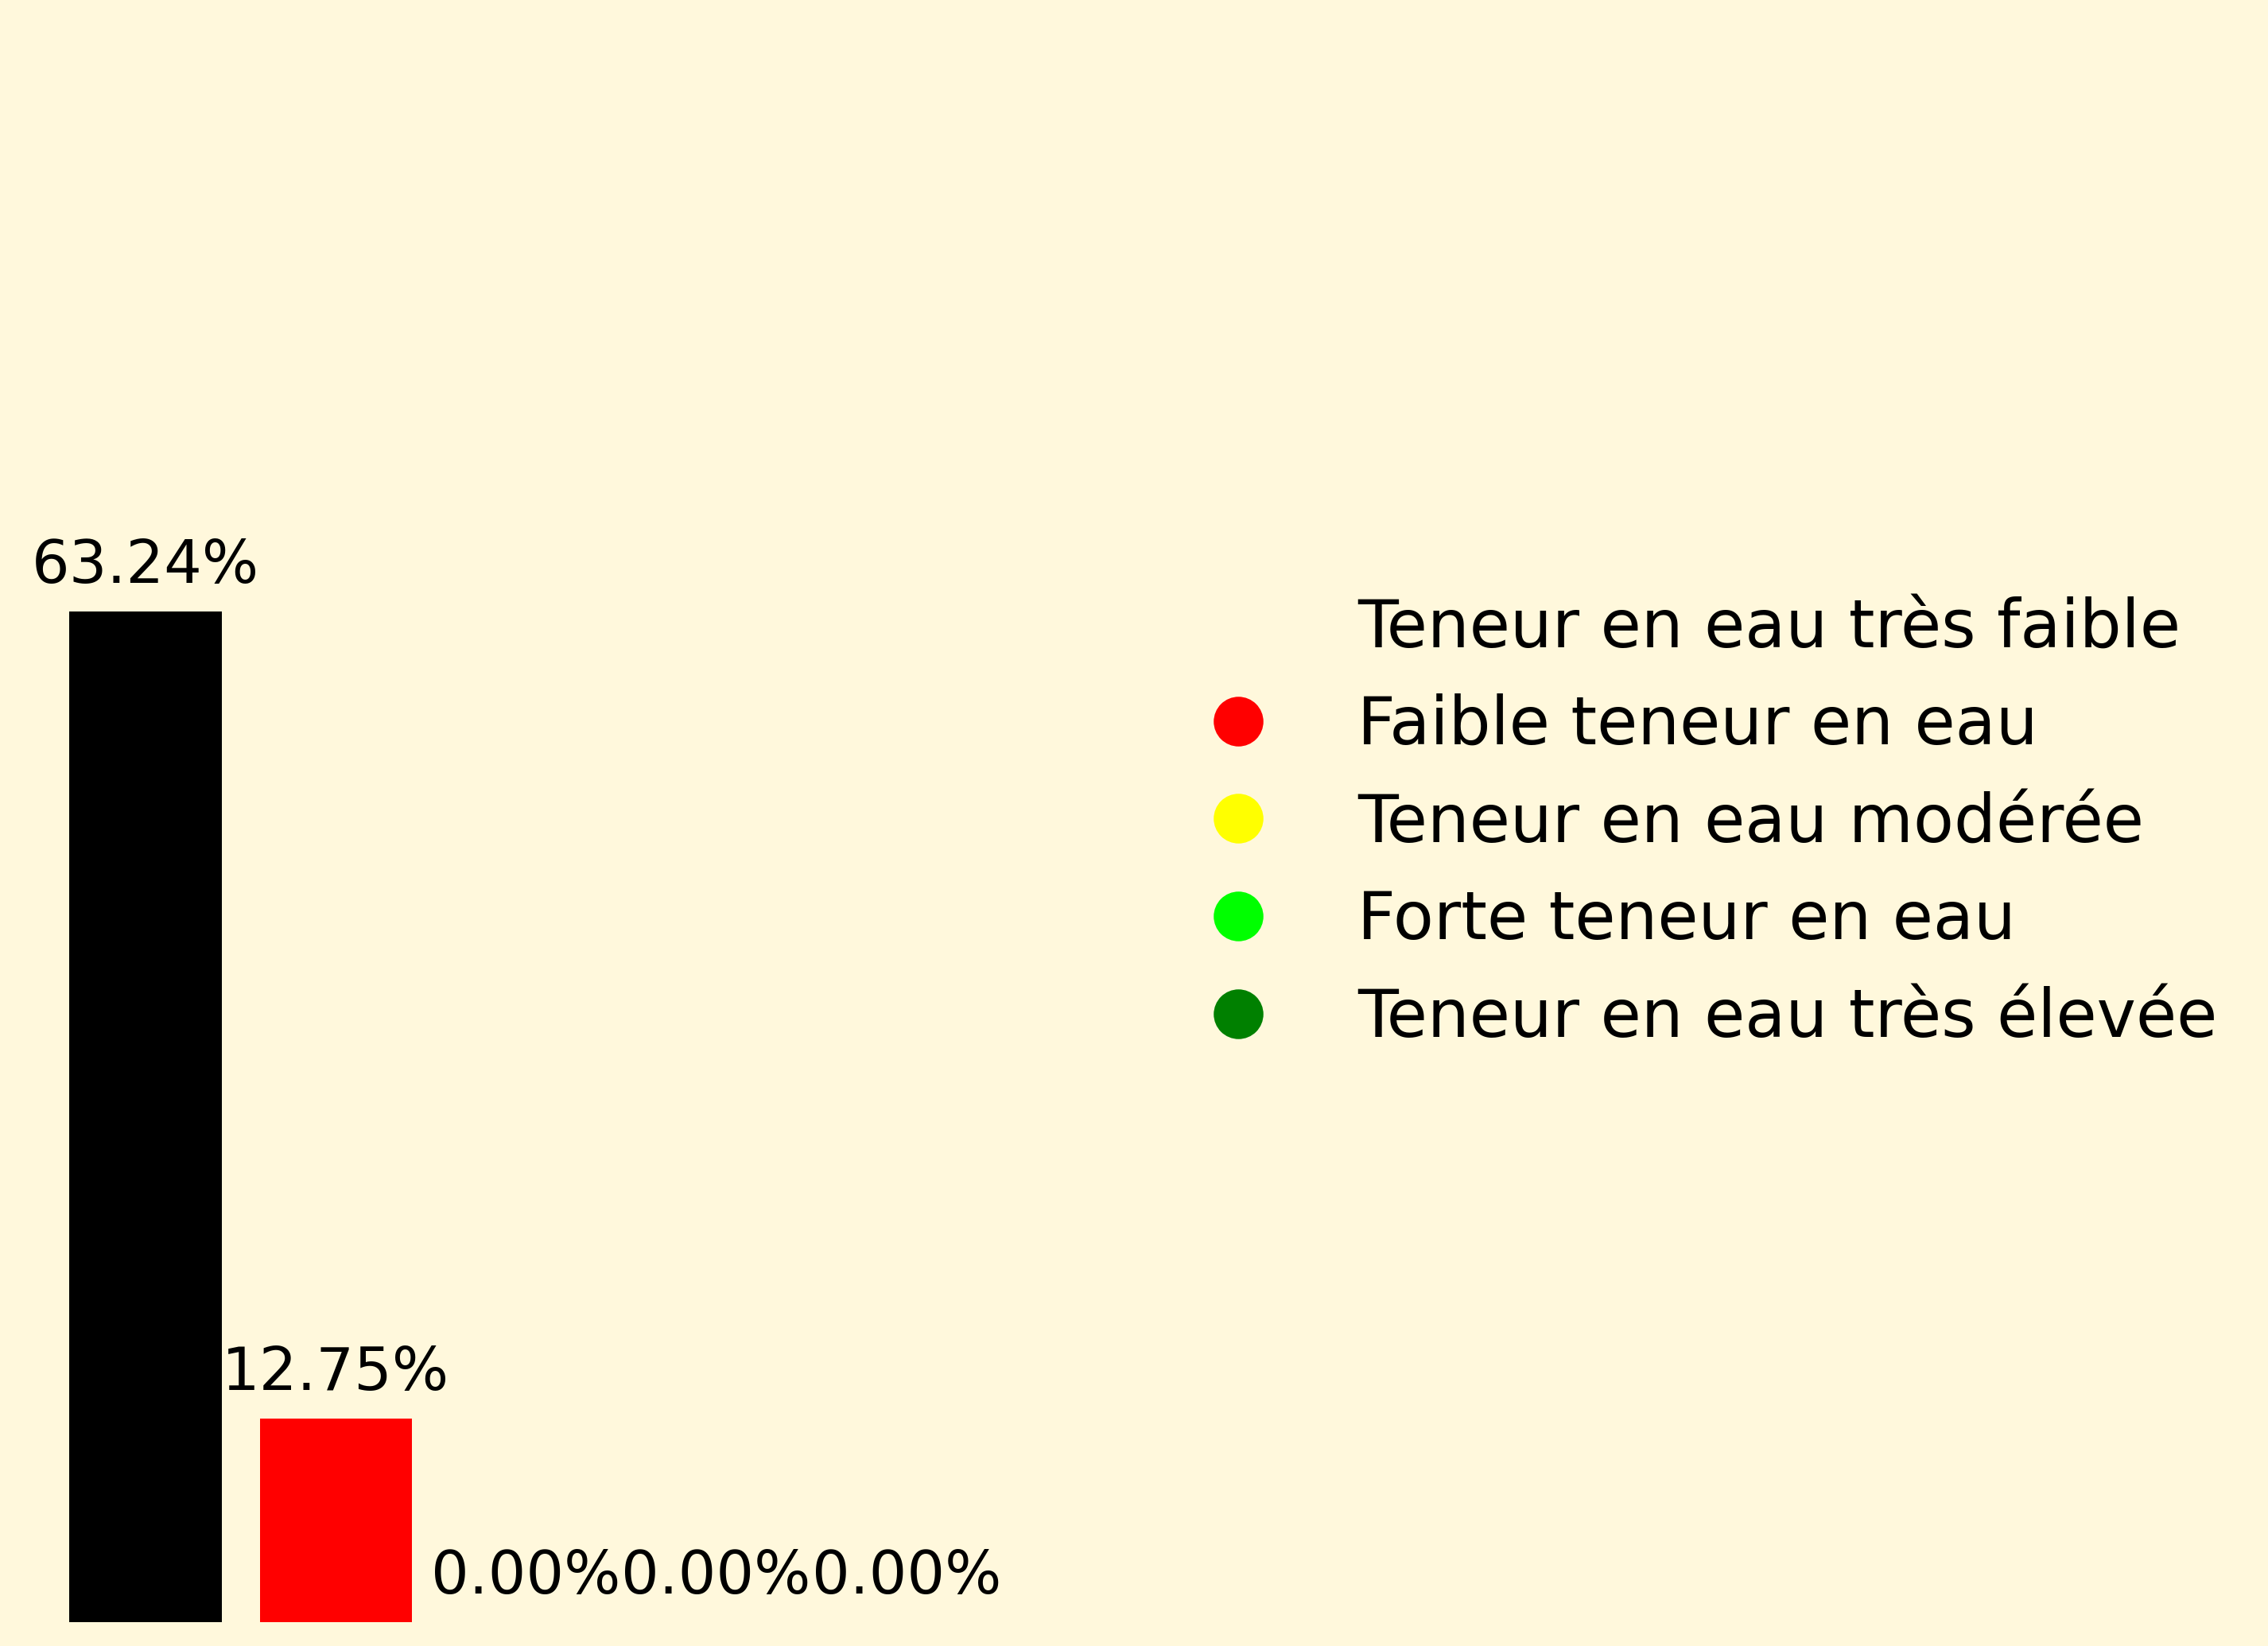 63.24%
12.75%
0.00%0.00%0.00%
Teneur en eau très faible
Faible teneur en eau
Teneur en eau modérée
Forte teneur en eau
Teneur en eau très élevée